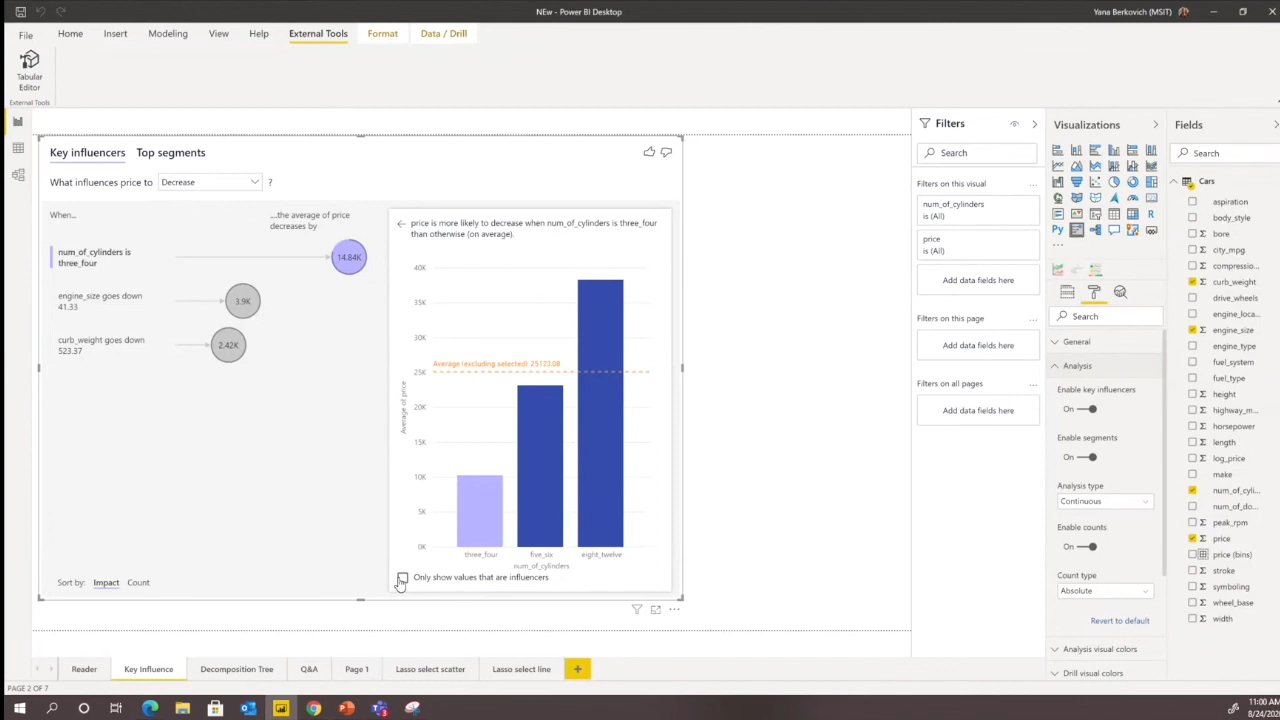 NEw - Power BI Desktop
Yana Berkovich (MSIT)
File Home Insert Modeling View Help External Tools Format Data / Drill
Tabular
Editor
External Tools
Key influencers Top segments
What influences price to Decrease ?
When...
....the average of price
decreases by
num_of_cylinders is
three_four
14.84K
engine_size goes down
41.33
3.9K
curb_weight goes down
523.37
2.42K
Sort by: Impact Count
price is more likely to decrease when num_of_cylinders is three_four
than otherwise (on average).
40K
35K
30K
Average (excluding selected): 25123.08
25K
20K
15K
10K
5K
0K
Average of price
three_four five_six eight_twelve
num_of_cylinders
Only show values that are influencers
Filters
Search
Filters on this visual
...
num_of_cylinders
is (All)
price
is (All)
Add data fields here
Filters on this page
...
Add data fields here
Filters on all pages
...
Add data fields here
Visualizations
R
Py
...
Search
General
Analysis
Enable key influencers
On
Enable segments
On
Analysis type
Continuous
Enable counts
On
Count type
Absolute
Revert to default
Analysis visual colors
Drill visual colors
Fields
Search
Cars
aspiration
body_style
bore
city_mpg
compressio...
curb_weight
drive_wheels
engine_loca...
engine_size
engine_type
fuel_system
fuel_type
height
highway_m...
horsepower
length
log_price
make
num_of_cyli...
num_of_do...
peak_rpm
price
price (bins)
stroke
symboling
wheel_base
width
Reader Key Influence Decomposition Tree Q&A Page 1 Lasso select scatter Lasso select line +
PAGE 2 OF 7
11:00 AM
8/24/202